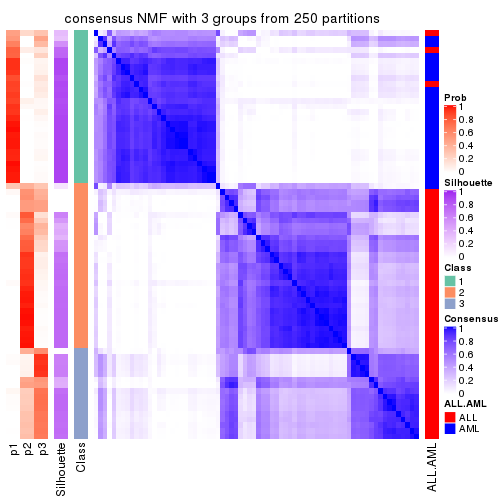 consensus NMF with 3 groups from 250 partitions
Prob
1
0.8
0.6
0.4
0.2
0
Silhouette
1
0.8
0.6
0.4
0.2
0
Class
1
2
3
Consensus
1
0.8
0.6
0.4
0.2
0
ALL.AML
ALL
AML
p1
p2
p3
Silhouette
Class
ALL.AML